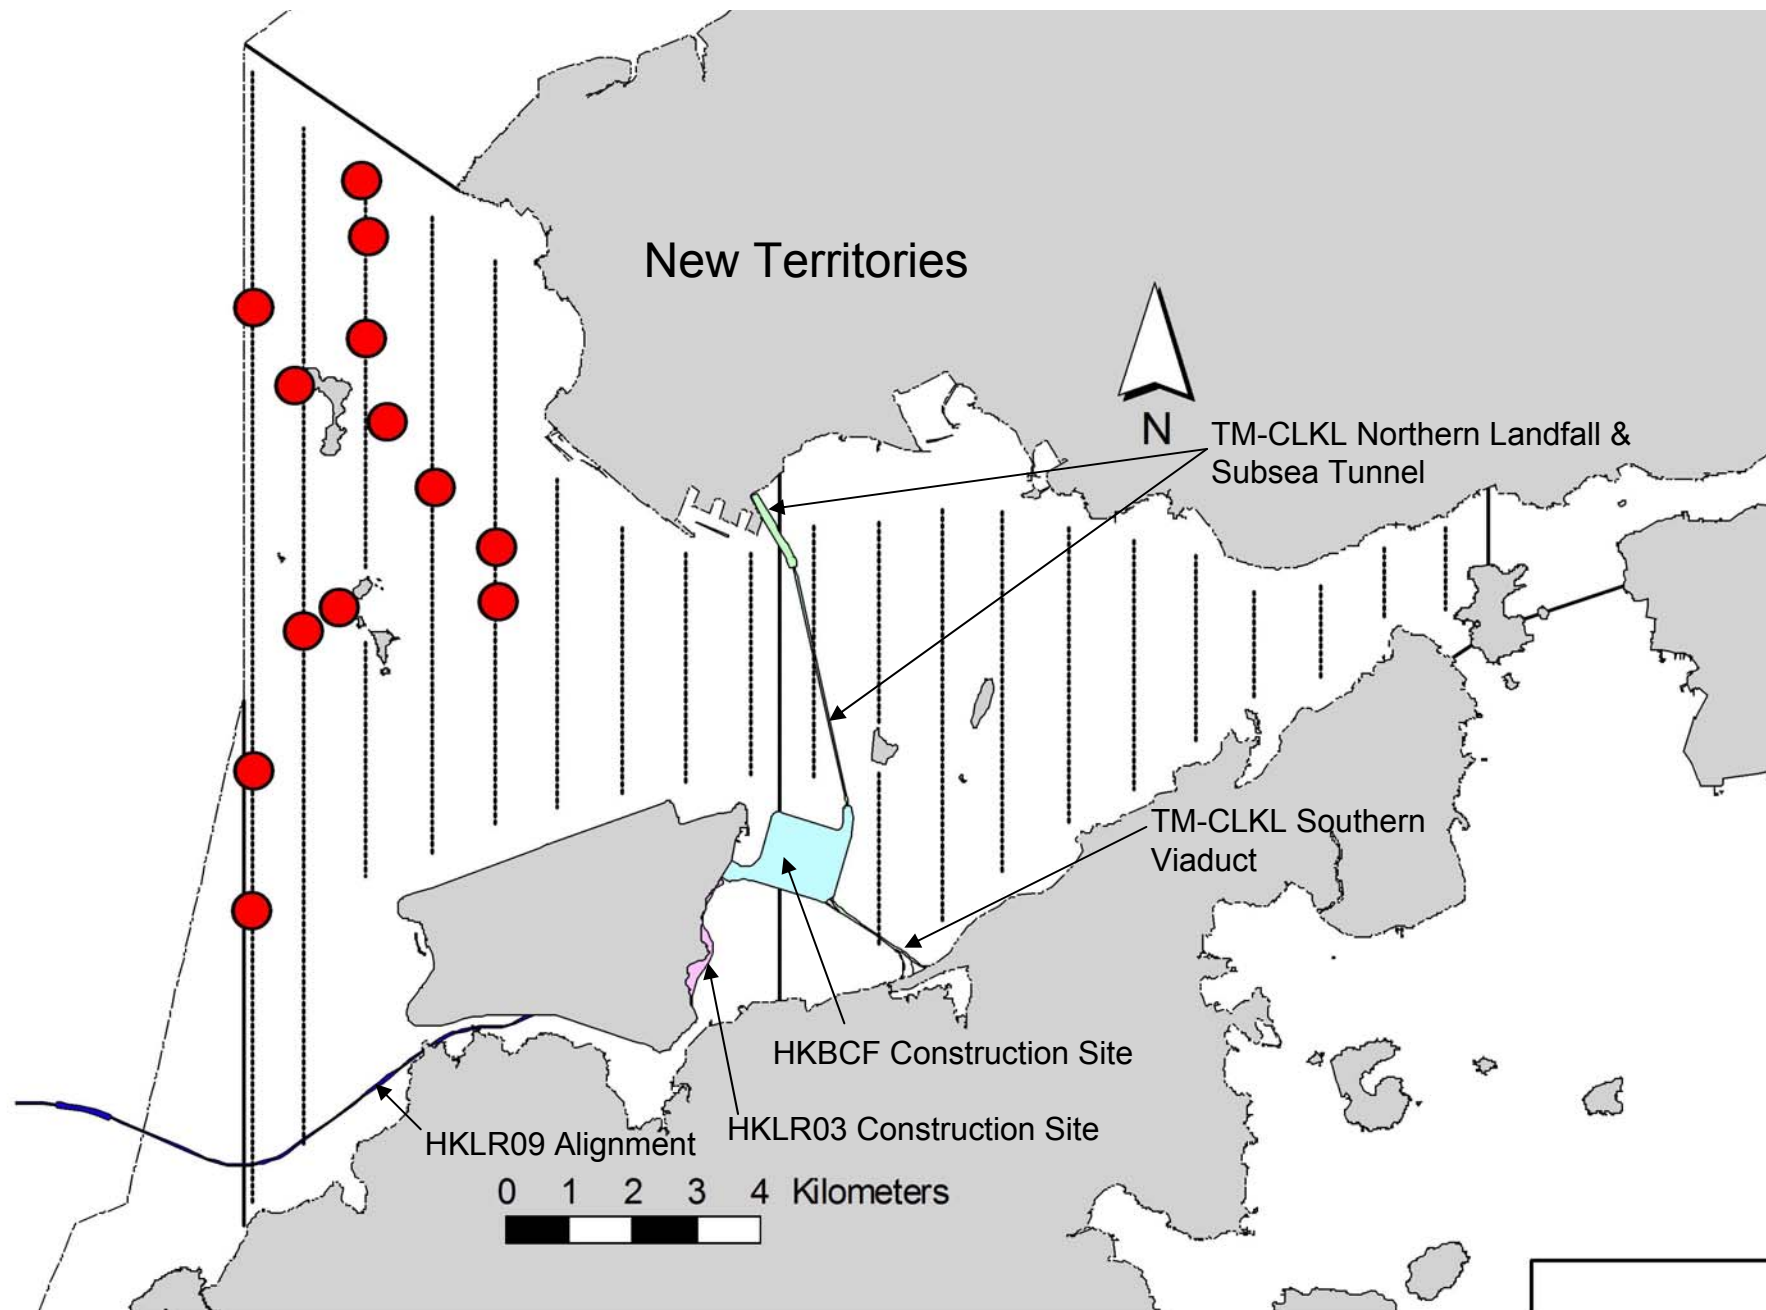 New Territories
N
TM-CLKL Northern Landfall &
Subsea Tunnel
TM-CLKL Southern
Viaduct
HKBCF Construction Site
HKLR03 Construction Site
HKLR09 Alignment
0 1 2 3 4 Kilometers